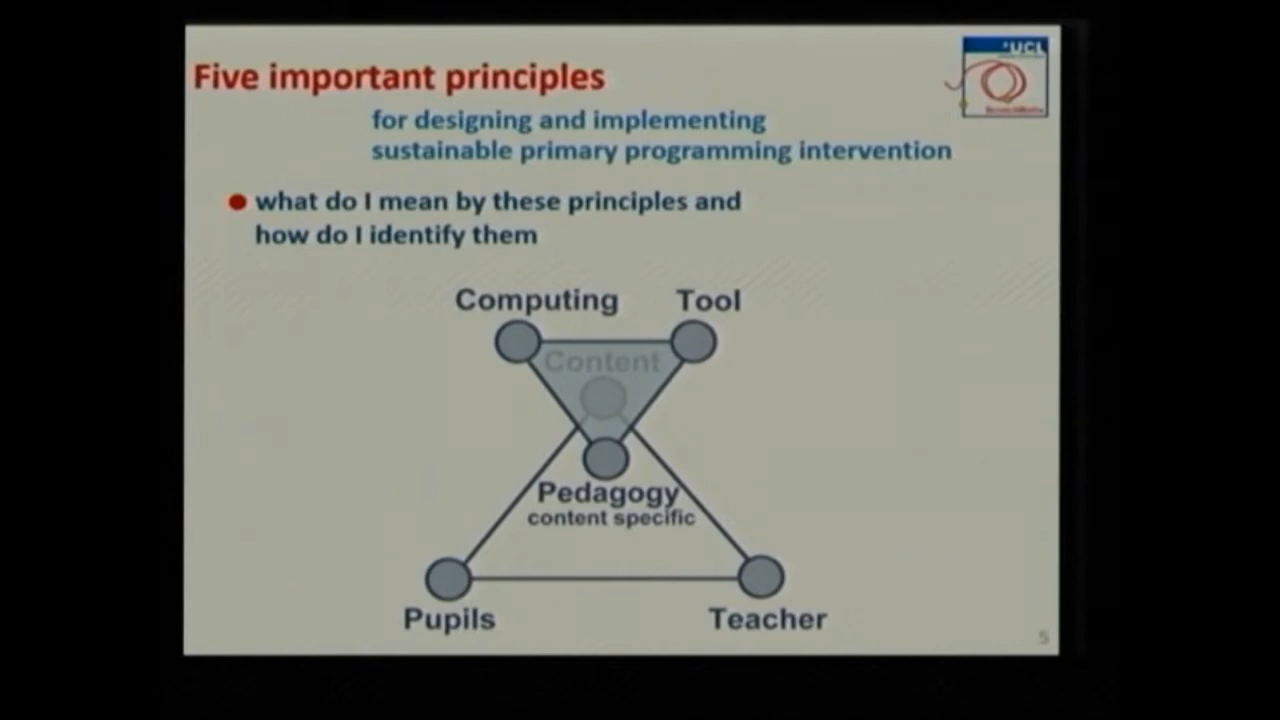 Five important principles
UCL
for designing and implementing
sustainable primary programming intervention
what do I mean by these principles and
how do I identify them
Computing Tool
Content
Pedagogy
content specific
Pupils Teacher
5